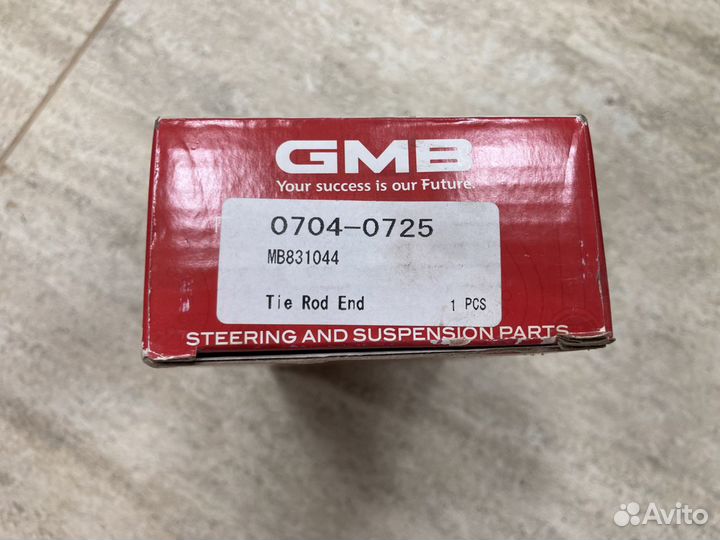 GMB
Your success is our Future.
0704-0725
MB831044
Tie Rod End 1 PCS
STEERING AND SUSPENSION PARTS
Avito